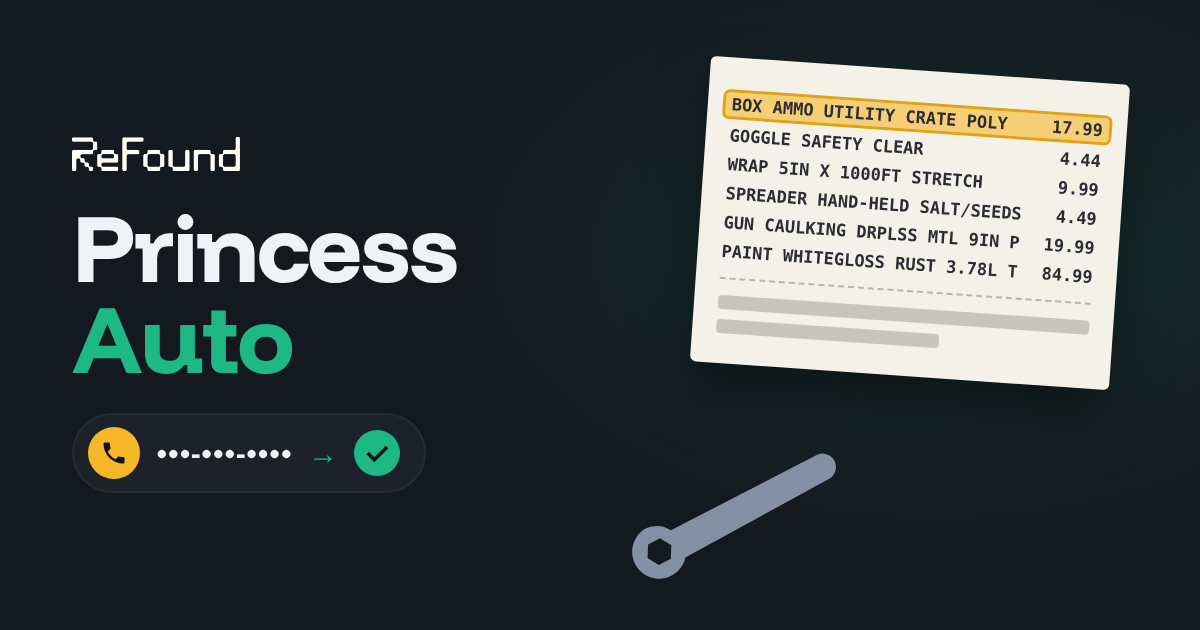 ReFound
Princess
Auto
•••-•••-•••• →
BOX AMMO UTILITY CRATE POLY 17.99
GOGGLE SAFETY CLEAR 4.44
WRAP 5IN X 1000FT STRETCH 9.99
SPREADER HAND-HELD SALT/SEEDS 4.49
GUN CAULKING DRPLSS MTL 9IN P 19.99
PAINT WHITEGLOSS RUST 3.78L T 84.99